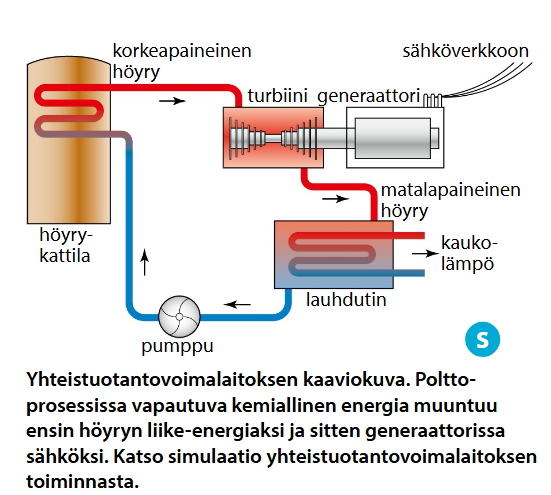 korkeapaineinen
höyry
sähköverkkoon
turbiini generaattori
matalapaineinen
höyry
höyry-
kattila
kauko-
lämpö
lauhdutin
pumppu
S
Yhteistuotantovoimalaitoksen kaaviokuva. Poltto-
prosessissa vapautuva kemiallinen energia muuntuu
ensin höyryn liike-energiaksi ja sitten generaattorissa
sähköksi. Katso simulaatio yhteistuotantovoimalaitoksen
toiminnasta.